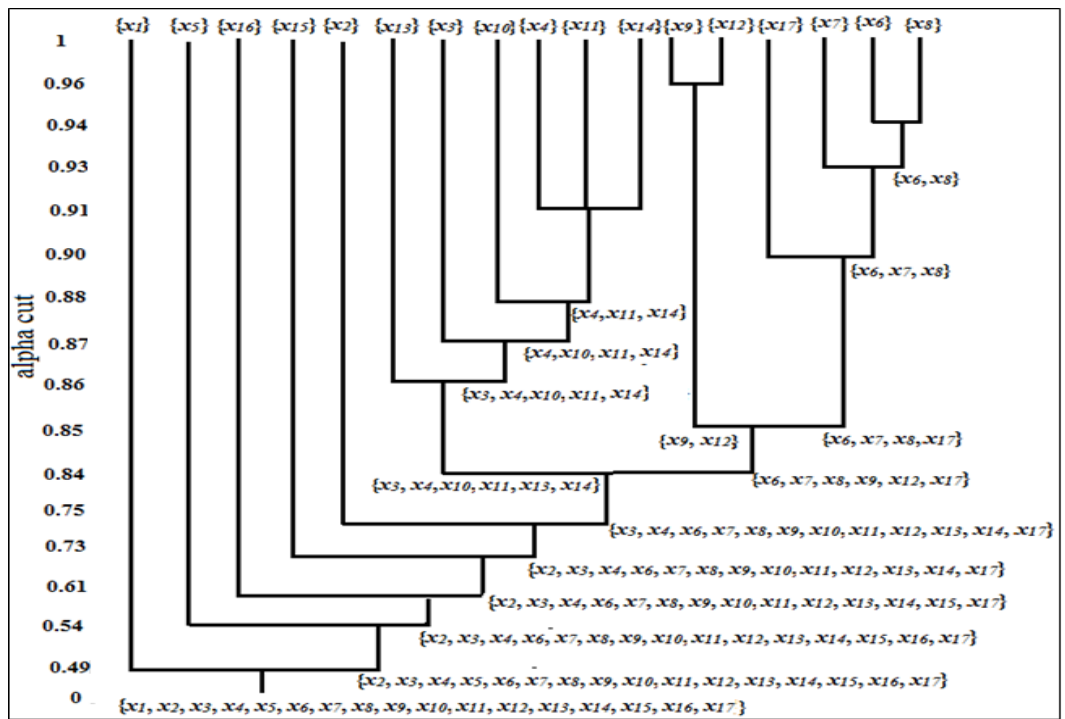 {x1} {x5} {x16} {x15} {x2} {x13} {x3} {x10} {x4} {x11} {x14} {x9} {x12} {x17} {x7} {x6} {x8}
1
0.96
0.94
0.93
{x6, x8}
0.91
0.90
{x6, x7, x8}
0.88
{x4, x11, x14}
alpha cut
0.87
{x4, x10, x11, x14}
0.86
{x3, x4, x10, x11, x14}
0.85
{x9, x12} {x6, x7, x8, x17}
0.84
{x3, x4, x10, x11, x13, x14} {x6, x7, x8, x9, x12, x17}
0.75
{x3, x4, x6, x7, x8, x9, x10, x11, x12, x13, x14, x17}
0.73
{x2, x3, x4, x6, x7, x8, x9, x10, x11, x12, x13, x14, x17}
0.61
{x2, x3, x4, x6, x7, x8, x9, x10, x11, x12, x13, x14, x15, x17}
0.54
{x2, x3, x4, x6, x7, x8, x9, x10, x11, x12, x13, x14, x15, x16, x17}
0.49
{x2, x3, x4, x5, x6, x7, x8, x9, x10, x11, x12, x13, x14, x15, x16, x17}
0
{x1, x2, x3, x4, x5, x6, x7, x8, x9, x10, x11, x12, x13, x14, x15, x16, x17}